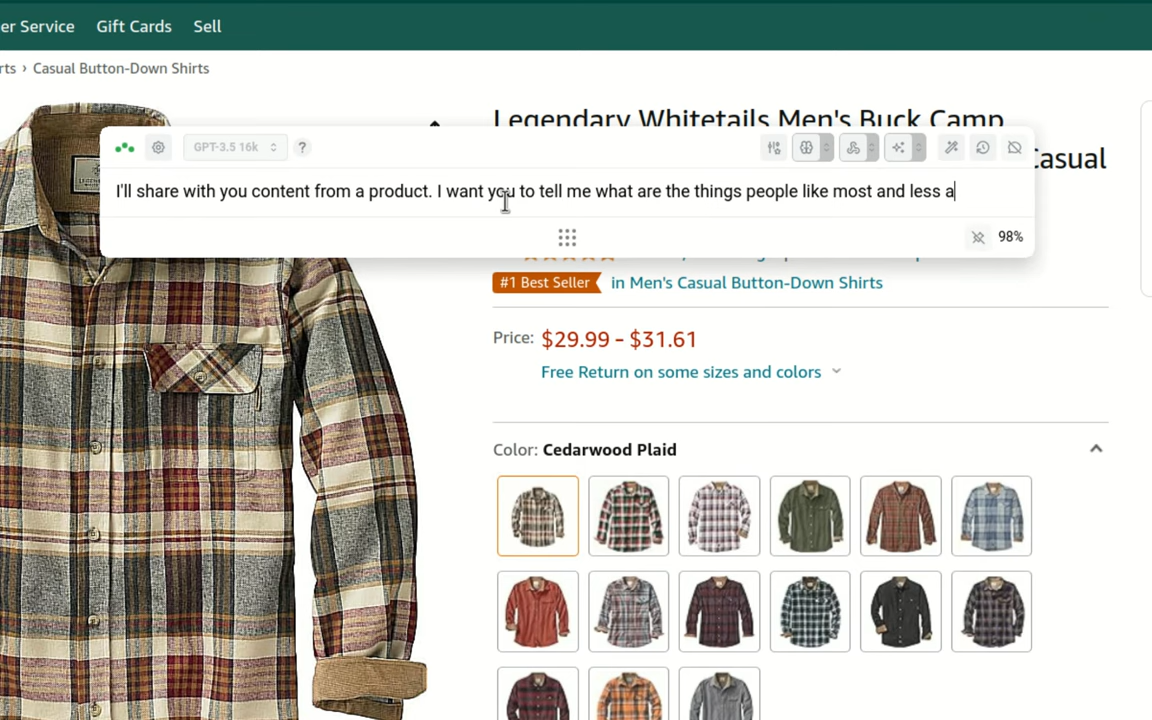 er Service Gift Cards Sell
rts › Casual Button-Down Shirts
Legendary Whitetails Men's Buck Camp
GPT-3.5 16k ?
Casual
I'll share with you content from a product. I want you to tell me what are the things people like most and less a
98%
#1 Best Seller in Men's Casual Button-Down Shirts
Price: $29.99 - $31.61
Free Return on some sizes and colors
Color: Cedarwood Plaid